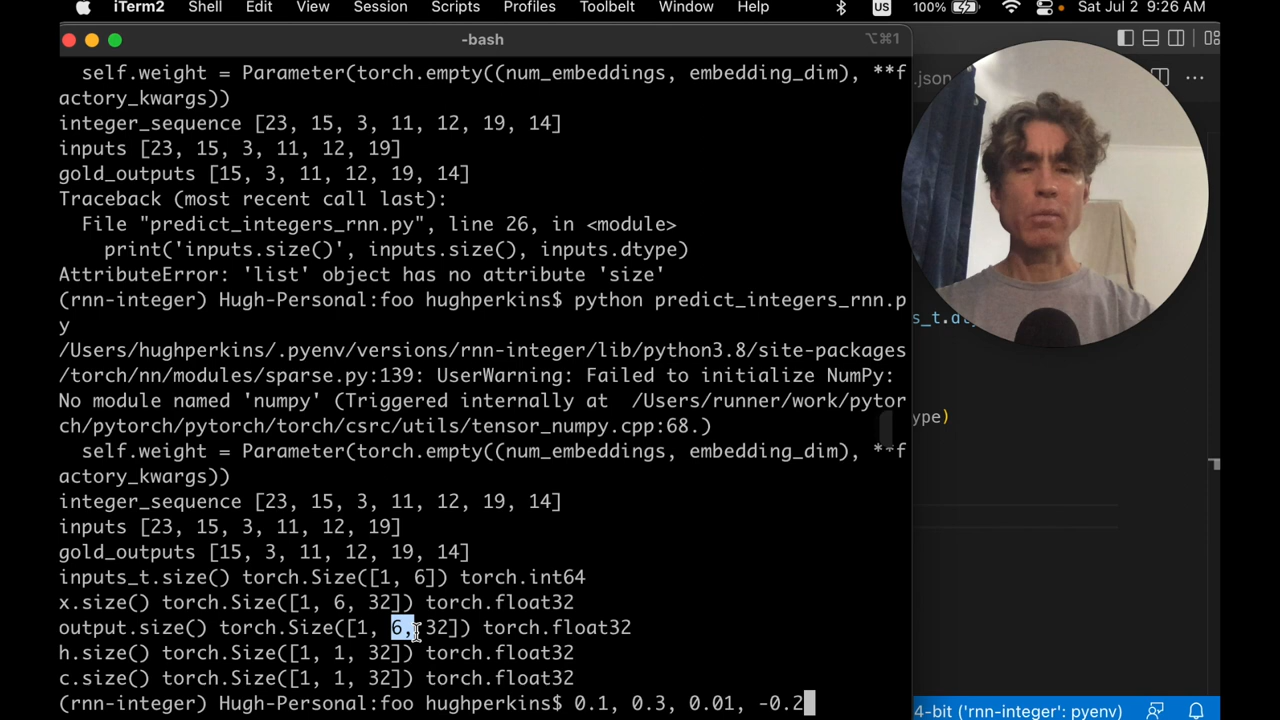 iTerm2 Shell Edit View Session Scripts Profiles Toolbelt Window Help US 100% Sat Jul 2 9:26 AM
-bash ⌥⌘1
self.weight = Parameter(torch.empty((num_embeddings, embedding_dim), **f
.json
actory_kwargs))
integer_sequence [23, 15, 3, 11, 12, 19, 14]
inputs [23, 15, 3, 11, 12, 19]
gold_outputs [15, 3, 11, 12, 19, 14]
Traceback (most recent call last):
File "predict_integers_rnn.py", line 26, in <module>
print('inputs.size()', inputs.size(), inputs.dtype)
AttributeError: 'list' object has no attribute 'size'
(rnn-integer) Hugh-Personal:foo hughperkins$ python predict_integers_rnn.p
y
/Users/hughperkins/.pyenv/versions/rnn-integer/lib/python3.8/site-packages
/torch/nn/modules/sparse.py:139: UserWarning: Failed to initialize NumPy:
No module named 'numpy' (Triggered internally at /Users/runner/work/pytor
ch/pytorch/pytorch/torch/csrc/utils/tensor_numpy.cpp:68.)
ype)
self.weight = Parameter(torch.empty((num_embeddings, embedding_dim), **f
actory_kwargs))
integer_sequence [23, 15, 3, 11, 12, 19, 14]
inputs [23, 15, 3, 11, 12, 19]
gold_outputs [15, 3, 11, 12, 19, 14]
inputs_t.size() torch.Size([1, 6]) torch.int64
x.size() torch.Size([1, 6, 32]) torch.float32
output.size() torch.Size([1, 6, 32]) torch.float32
h.size() torch.Size([1, 1, 32]) torch.float32
c.size() torch.Size([1, 1, 32]) torch.float32
(rnn-integer) Hugh-Personal:foo hughperkins$ 0.1, 0.3, 0.01, -0.2
4-bit ('rnn-integer': pyenv)